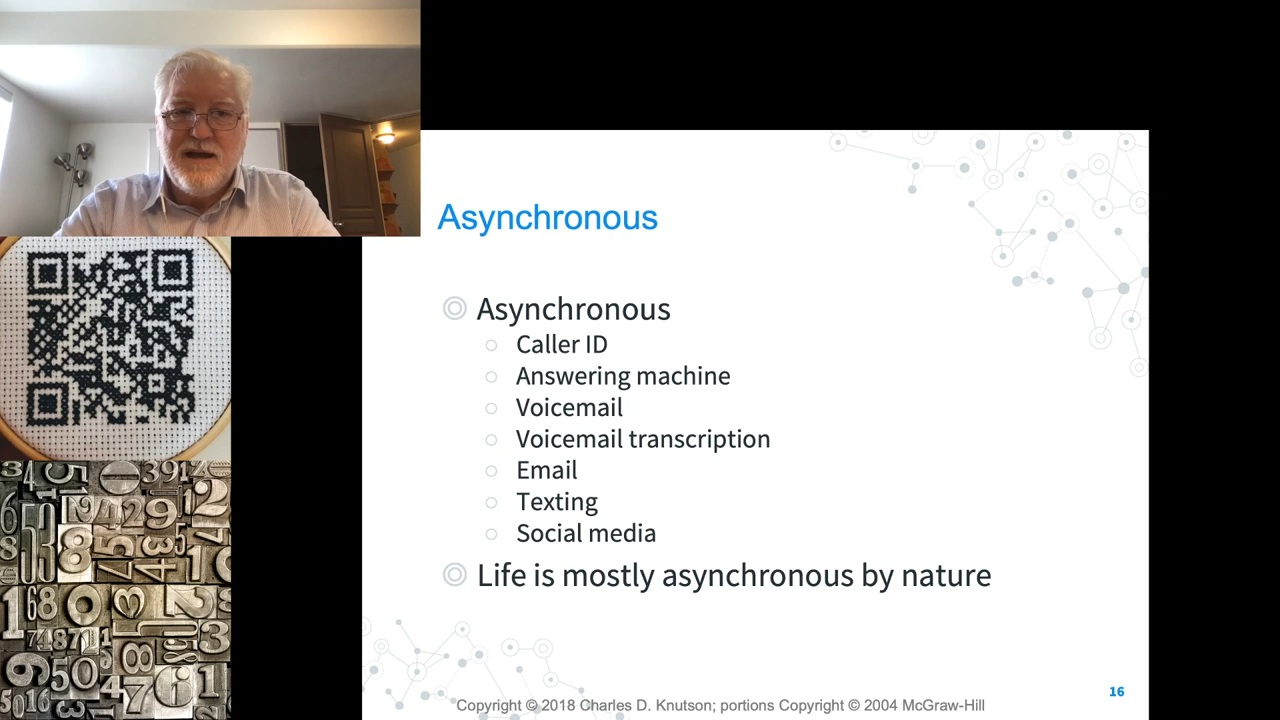 Asynchronous
Asynchronous
Caller ID
Answering machine
Voicemail
Voicemail transcription
Email
Texting
Social media
Life is mostly asynchronous by nature
16
Copyright © 2018 Charles D. Knutson; portions Copyright © 2004 McGraw-Hill